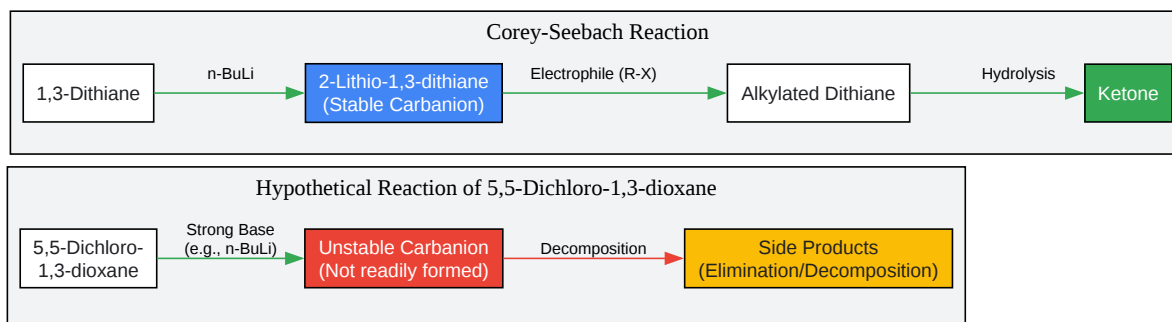 Corey-Seebach Reaction
1,3-Dithiane
n-BuLi
2-Lithio-1,3-dithiane
(Stable Carbanion)
Electrophile (R-X)
Alkylated Dithiane
Hydrolysis
Ketone
Hypothetical Reaction of 5,5-Dichloro-1,3-dioxane
5,5-Dichloro-
1,3-dioxane
Strong Base
(e.g., n-BuLi)
Unstable Carbanion
(Not readily formed)
Decomposition
Side Products
(Elimination/Decomposition)